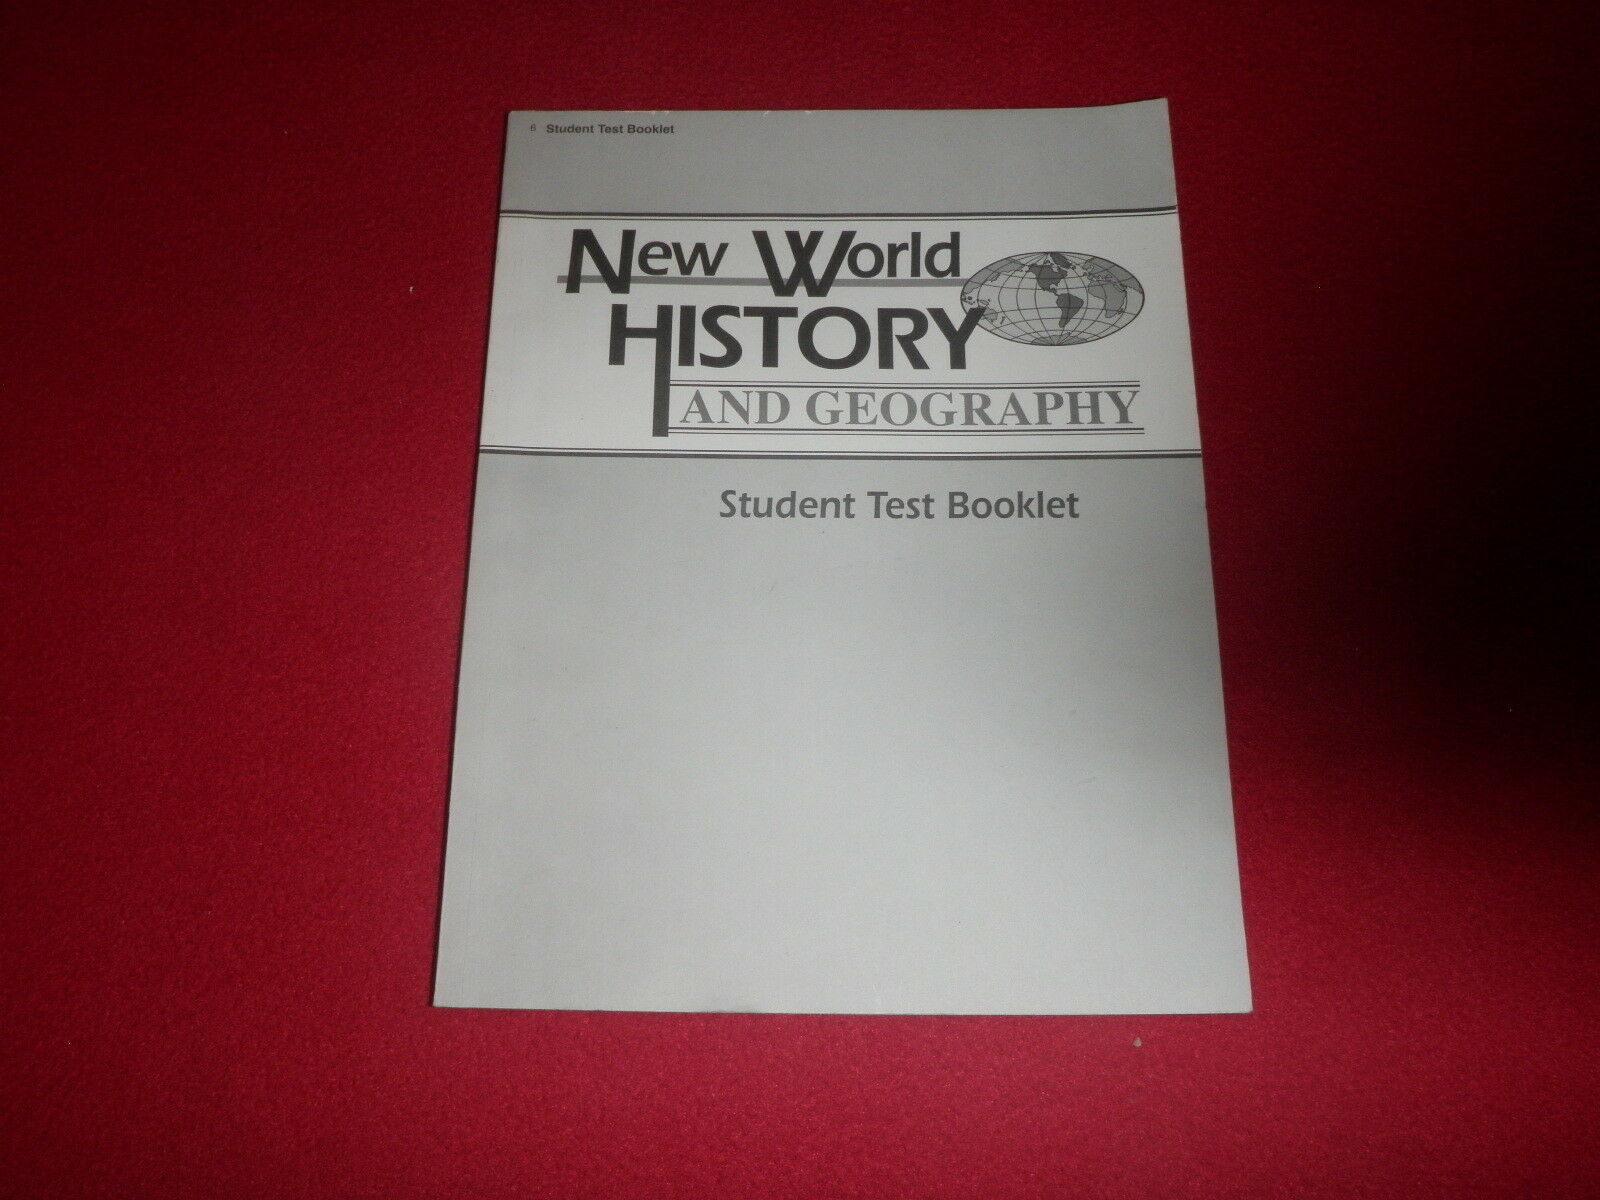 6 Student Test Booklet
New World
HISTORY
AND GEOGRAPHY
Student Test Booklet